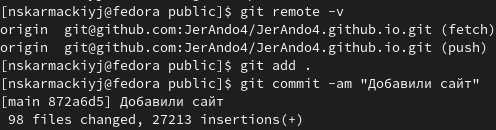 [nskarmackiyj@fedora public]$ git remote -v
origin  git@github.com:JerAndo4/JerAndo4.github.io.git (fetch)
origin  git@github.com:JerAndo4/JerAndo4.github.io.git (push)
[nskarmackiyj@fedora public]$ git add .
[nskarmackiyj@fedora public]$ git commit -am "Добавили сайт"
[main 872a6d5] Добавили сайт
 98 files changed, 27213 insertions(+)